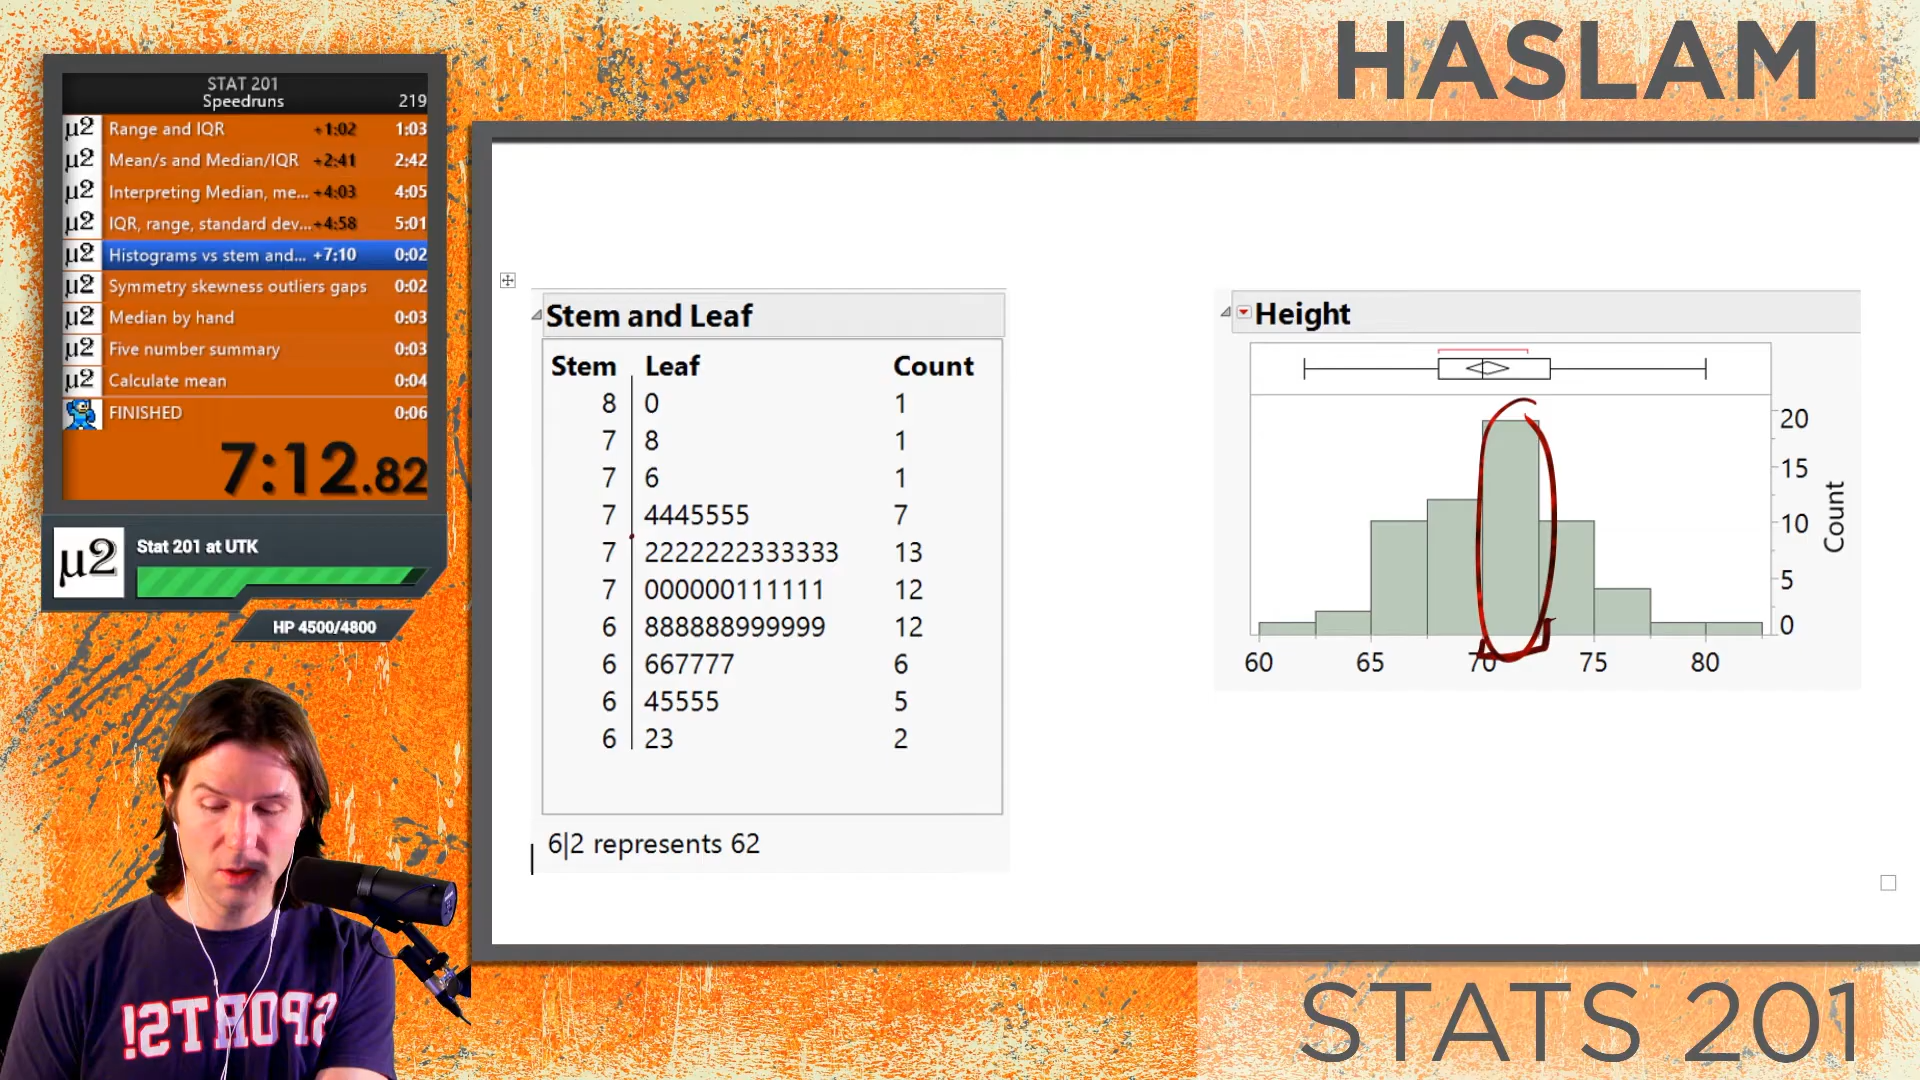 HASLAM
STAT 201
Speedruns 219
μ2 Range and IQR +1:02 1:03
μ2 Mean/s and Median/IQR +2:41 2:42
μ2 Interpreting Median, me... +4:03 4:05
μ2 IQR, range, standard dev... +4:58 5:01
μ2 Histograms vs stem and... +7:10 0:02
μ2 Symmetry skewness outliers gaps 0:02
μ2 Median by hand 0:03
μ2 Five number summary 0:03
μ2 Calculate mean 0:04
FINISHED 0:06
7:12.82
μ2 Stat 201 at UTK
HP 4500/4800
Stem and Leaf
Stem Leaf Count
8 0 1
7 8 1
7 6 1
7 4445555 7
7 2222222333333 13
7 000000111111 12
6 888888999999 12
6 667777 6
6 45555 5
6 23 2
6|2 represents 62
Height
20
15
10
5
0
Count
60 65 70 75 80
SPORTS!
STATS 201